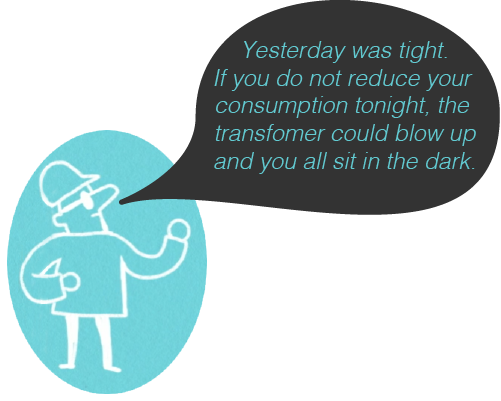 Yesterday was tight.
If you do not reduce your
consumption tonight, the
transfomer could blow up
and you all sit in the dark.